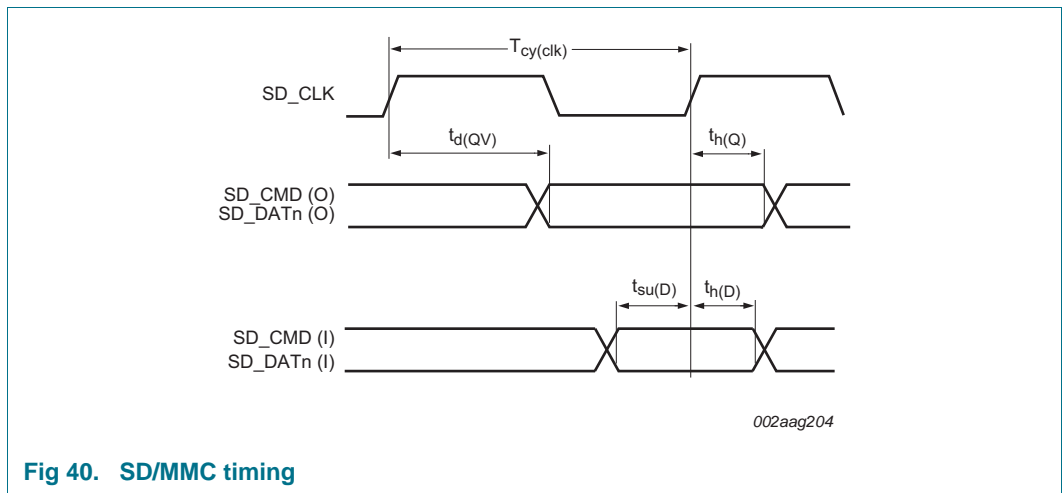 Tcy(clk)
SD_CLK
td(QV)
th(Q)
SD_CMD (O)
SD_DATn (O)
tsu(D)
th(D)
SD_CMD (I)
SD_DATn (I)
002aag204
Fig 40. SD/MMC timing